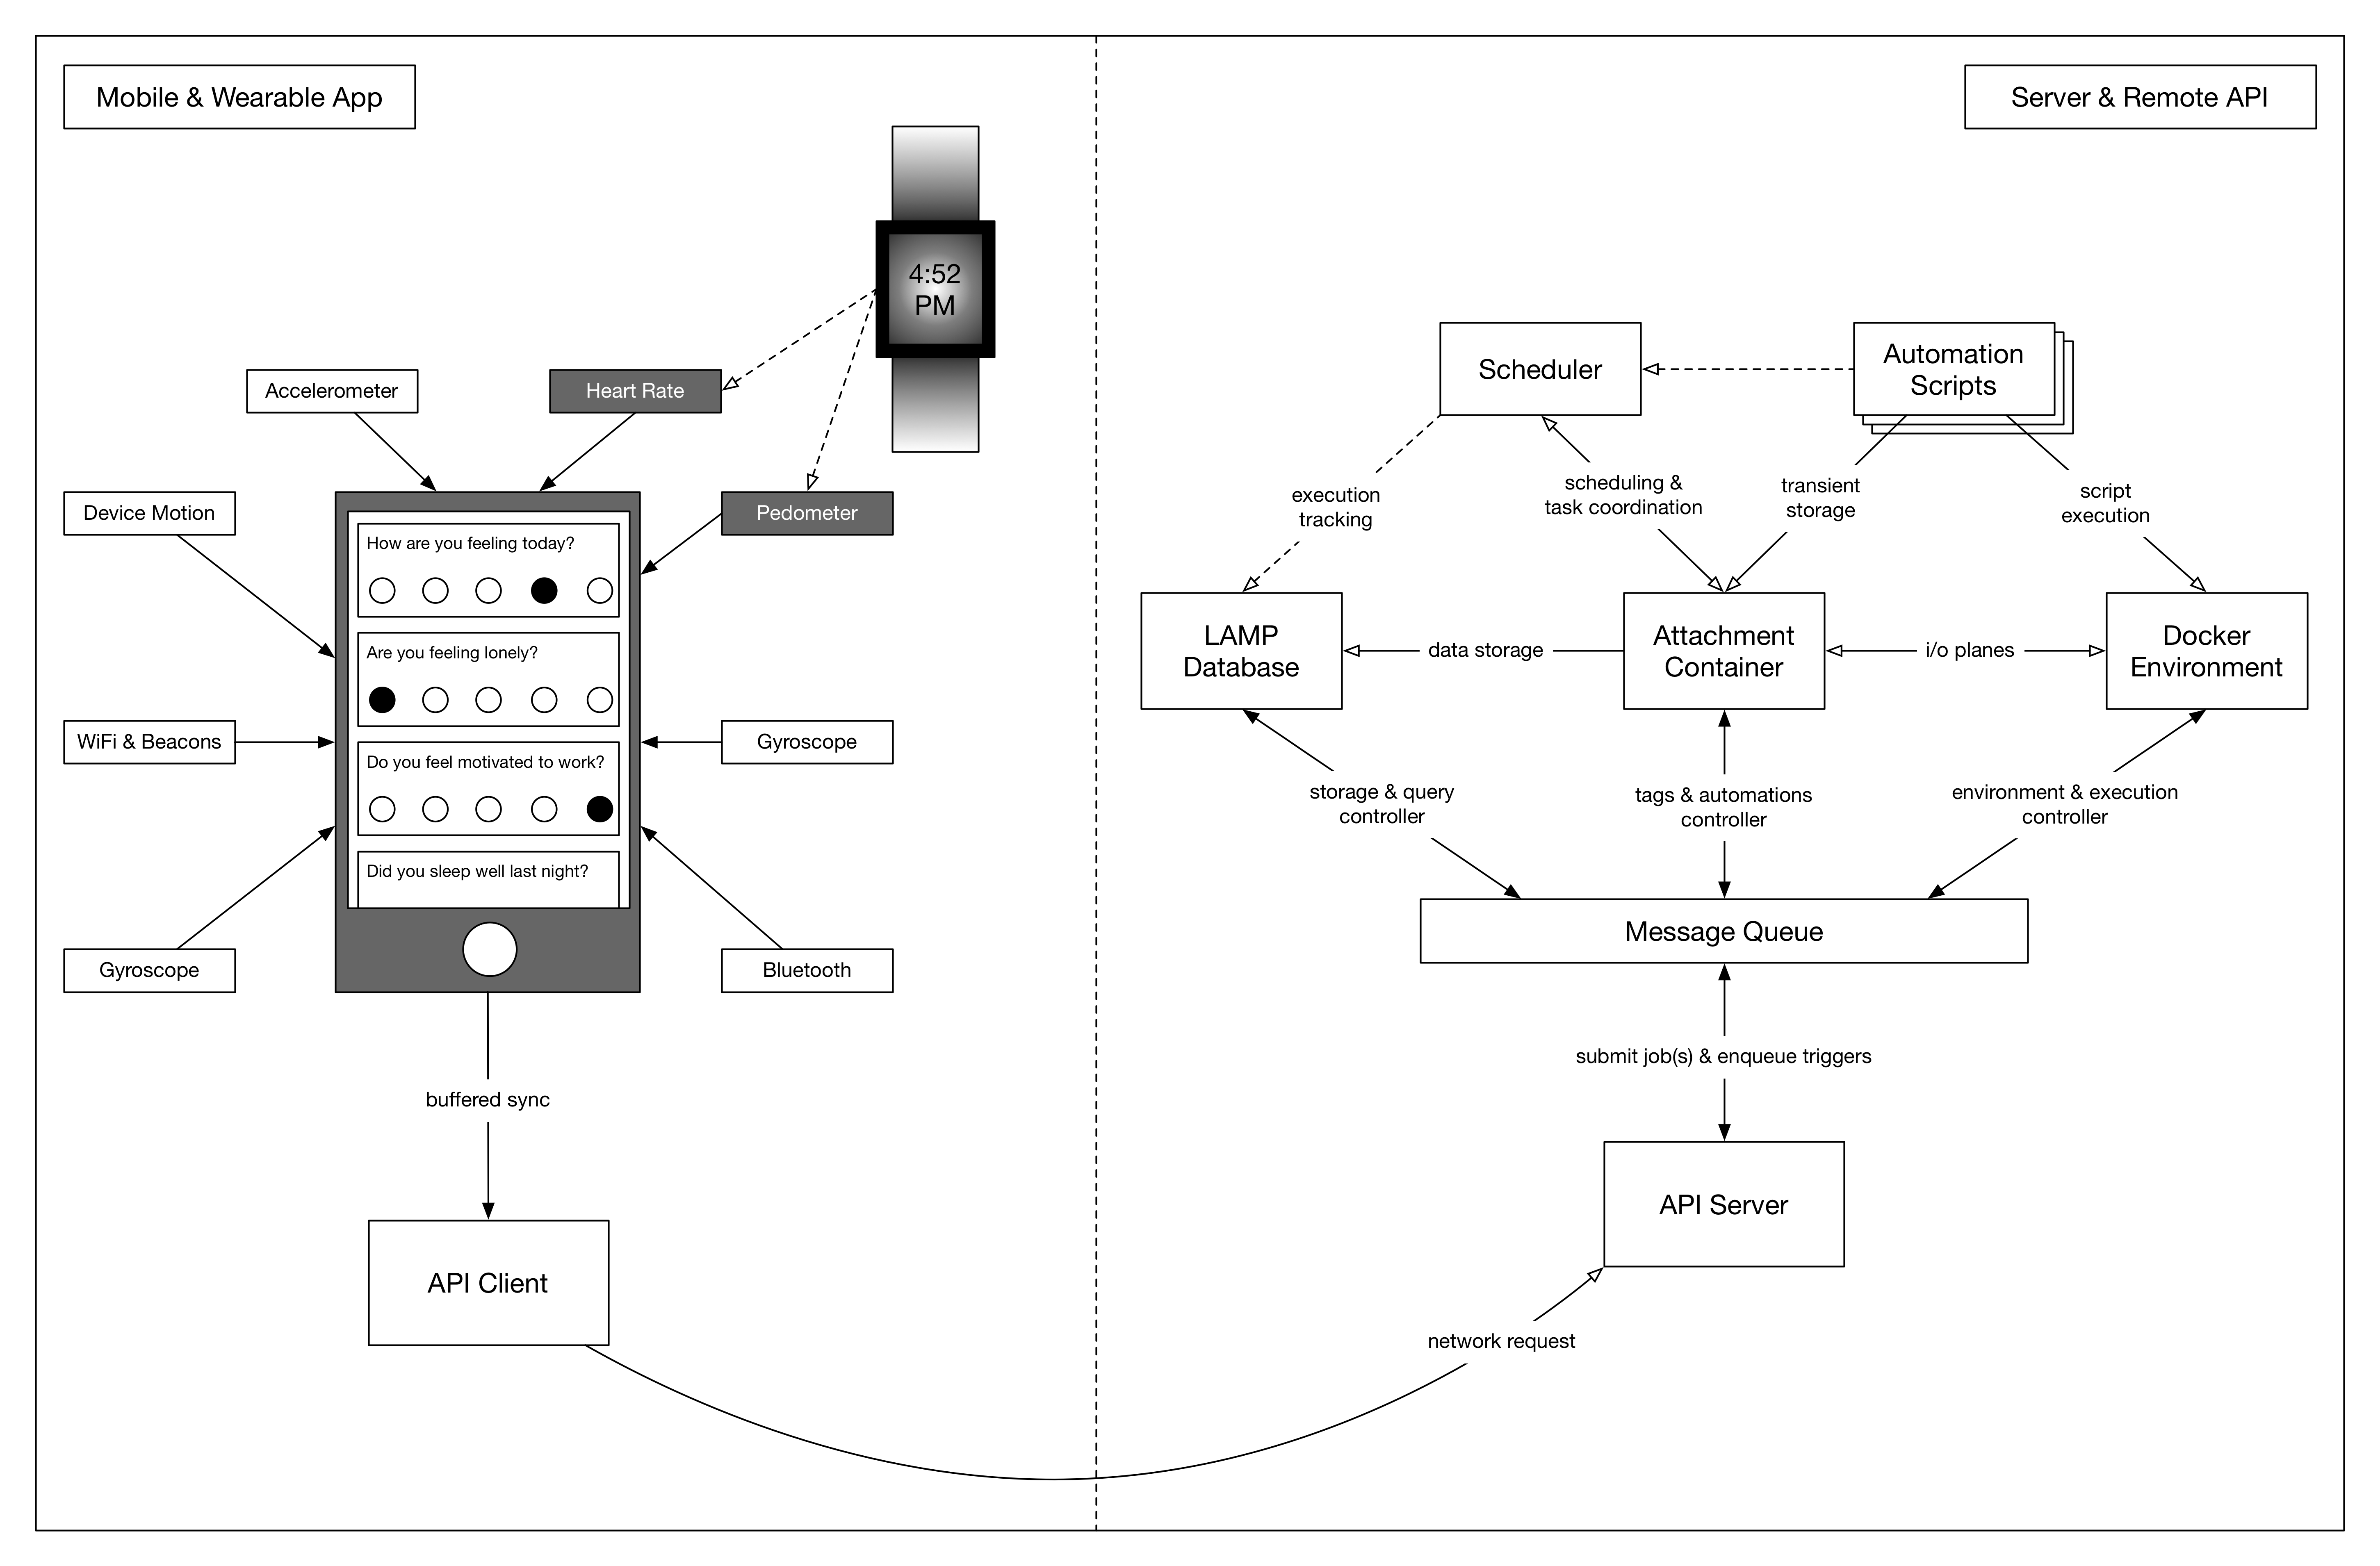 Mobile & Wearable App
Server & Remote API
4:52
PM
Accelerometer
Heart Rate
Device Motion
Pedometer
How are you feeling today?
Are you feeling lonely?
WiFi & Beacons
Gyroscope
Do you feel motivated to work?
Did you sleep well last night?
Gyroscope
Bluetooth
buffered sync
API Client
Scheduler
Automation
Scripts
execution
tracking
scheduling &
task coordination
transient
storage
script
execution
LAMP
Database
data storage
Attachment
Container
i/o planes
Docker
Environment
storage & query
controller
tags & automations
controller
environment & execution
controller
Message Queue
submit job(s) & enqueue triggers
API Server
network request